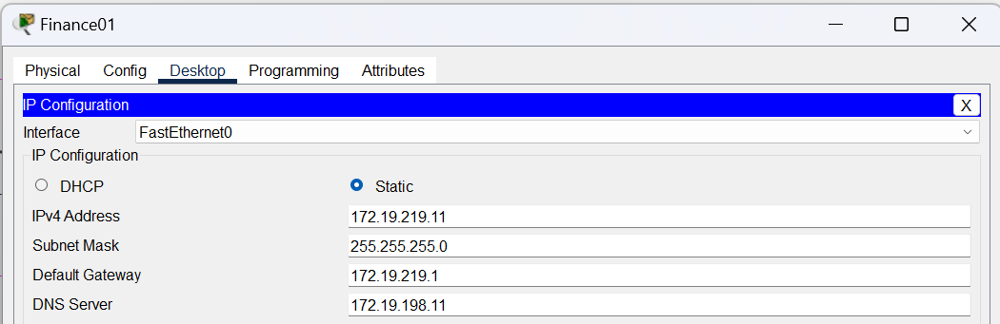 Finance01
Physical Config Desktop Programming Attributes
IP Configuration X
Interface FastEthernet0
IP Configuration
DHCP Static
IPv4 Address 172.19.219.11
Subnet Mask 255.255.255.0
Default Gateway 172.19.219.1
DNS Server 172.19.198.11